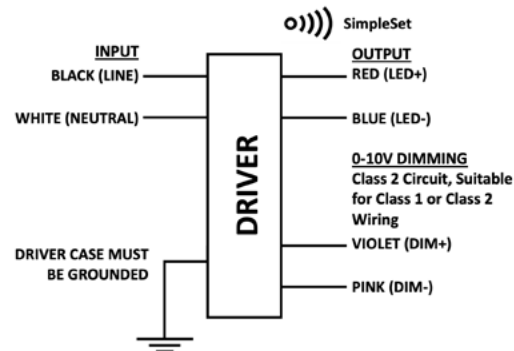 SimpleSet
INPUT
BLACK (LINE)
WHITE (NEUTRAL)
DRIVER CASE MUST
BE GROUNDED
DRIVER
OUTPUT
RED (LED+)
BLUE (LED-)
0-10V DIMMING
Class 2 Circuit, Suitable
for Class 1 or Class 2
Wiring
VIOLET (DIM+)
PINK (DIM-)